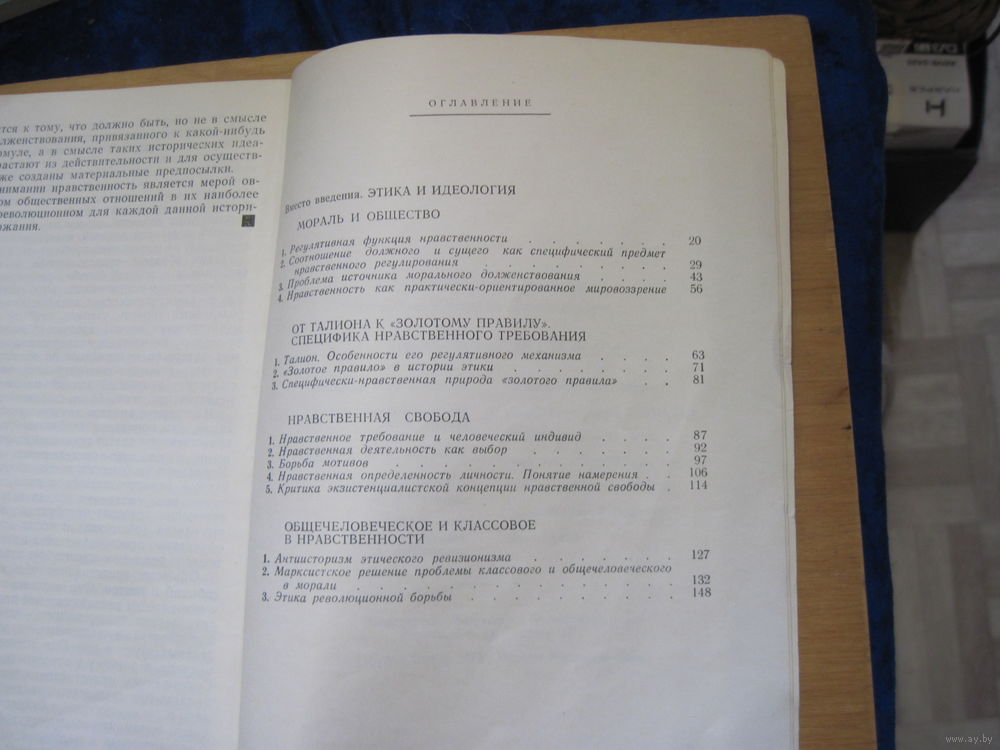 тся к тому, что должно быть, но не в смысле
лженствования, привязанного к какой-нибудь
рмуле, а в смысле таких исторических идеа-
растают из действительности и для осуществ-
же созданы материальные предпосылки.
нимании нравственность является мерой ов-
ом общественных отношений в их наиболее
революционном для каждой данной истори-
ржания.
ОГЛАВЛЕНИЕ
Вместо введения. ЭТИКА И ИДЕОЛОГИЯ
МОРАЛЬ И ОБЩЕСТВО
1. Регулятивная функция нравственности . . . . . . . 20
2. Соотношение должного и сущего как специфический предмет
нравственного регулирования . . . . . . . . 29
3. Проблема источника морального долженствования . . . . 43
4. Нравственность как практически-ориентированное мировоззрение 56
ОТ ТАЛИОНА К «ЗОЛОТОМУ ПРАВИЛУ».
СПЕЦИФИКА НРАВСТВЕННОГО ТРЕБОВАНИЯ
1. Талион. Особенности его регулятивного механизма . . . . 63
2. «Золотое правило» в истории этики . . . . . . . 71
3. Специфически-нравственная природа «золотого правила» . . 81
НРАВСТВЕННАЯ СВОБОДА
1. Нравственное требование и человеческий индивид . . . . 87
2. Нравственная деятельность как выбор . . . . . . 92
3. Борьба мотивов . . . . . . . . . . . 97
4. Нравственная определенность личности. Понятие намерения . . 106
5. Критика экзистенциалистской концепции нравственной свободы . 114
ОБЩЕЧЕЛОВЕЧЕСКОЕ И КЛАССОВОЕ
В НРАВСТВЕННОСТИ
1. Антиисторизм этического ревизионизма . . . . . . . 127
2. Марксистское решение проблемы классового и общечеловеческого
в морали . . . . . . . . . . . . . 132
3. Этика революционной борьбы . . . . . . . . . 148
www.ay.by